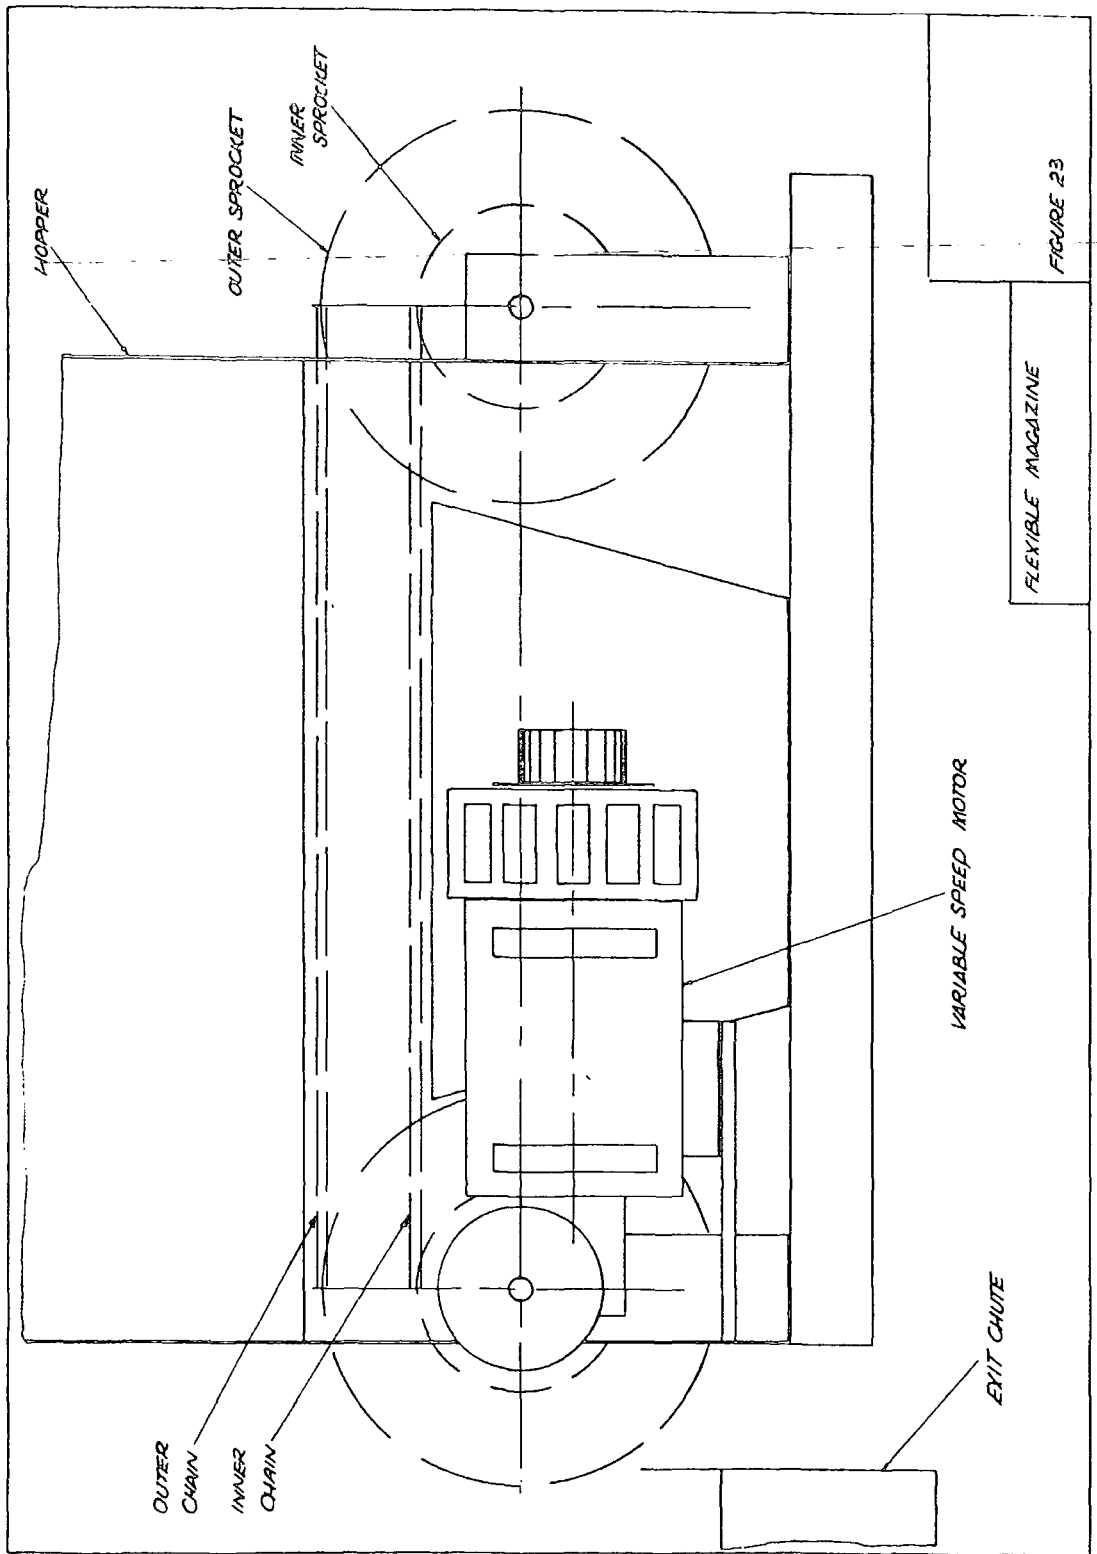 HOPPER
OUTER SPROCKET
INNER
SPROCKET
OUTER
CHAIN
INNER
CHAIN
VARIABLE SPEED MOTOR
EXIT CHUTE
FLEXIBLE MAGAZINE
FIGURE 23